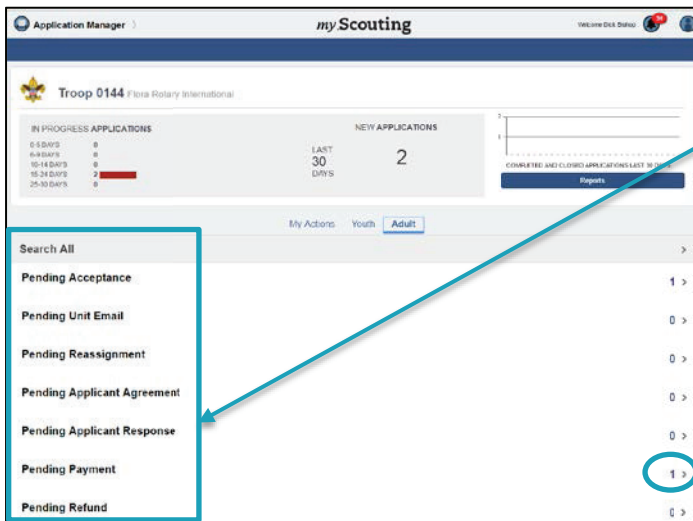 Application Manager
my.Scouting
Welcome Dick Bishop
Troop 0144 Flora Rotary International
IN PROGRESS APPLICATIONS
0-5 DAYS 0
6-9 DAYS 0
10-14 DAYS 0
15-24 DAYS 2
25-30 DAYS 0
NEW APPLICATIONS
LAST 30 DAYS
2
2
1
COMPLETED AND CLOSED APPLICATIONS LAST 30 DAYS
Reports
My Actions Youth Adult
Search All >
Pending Acceptance 1 >
Pending Unit Email 0 >
Pending Reassignment 0 >
Pending Applicant Agreement 0 >
Pending Applicant Response 0 >
Pending Payment 1 >
Pending Refund 0 >